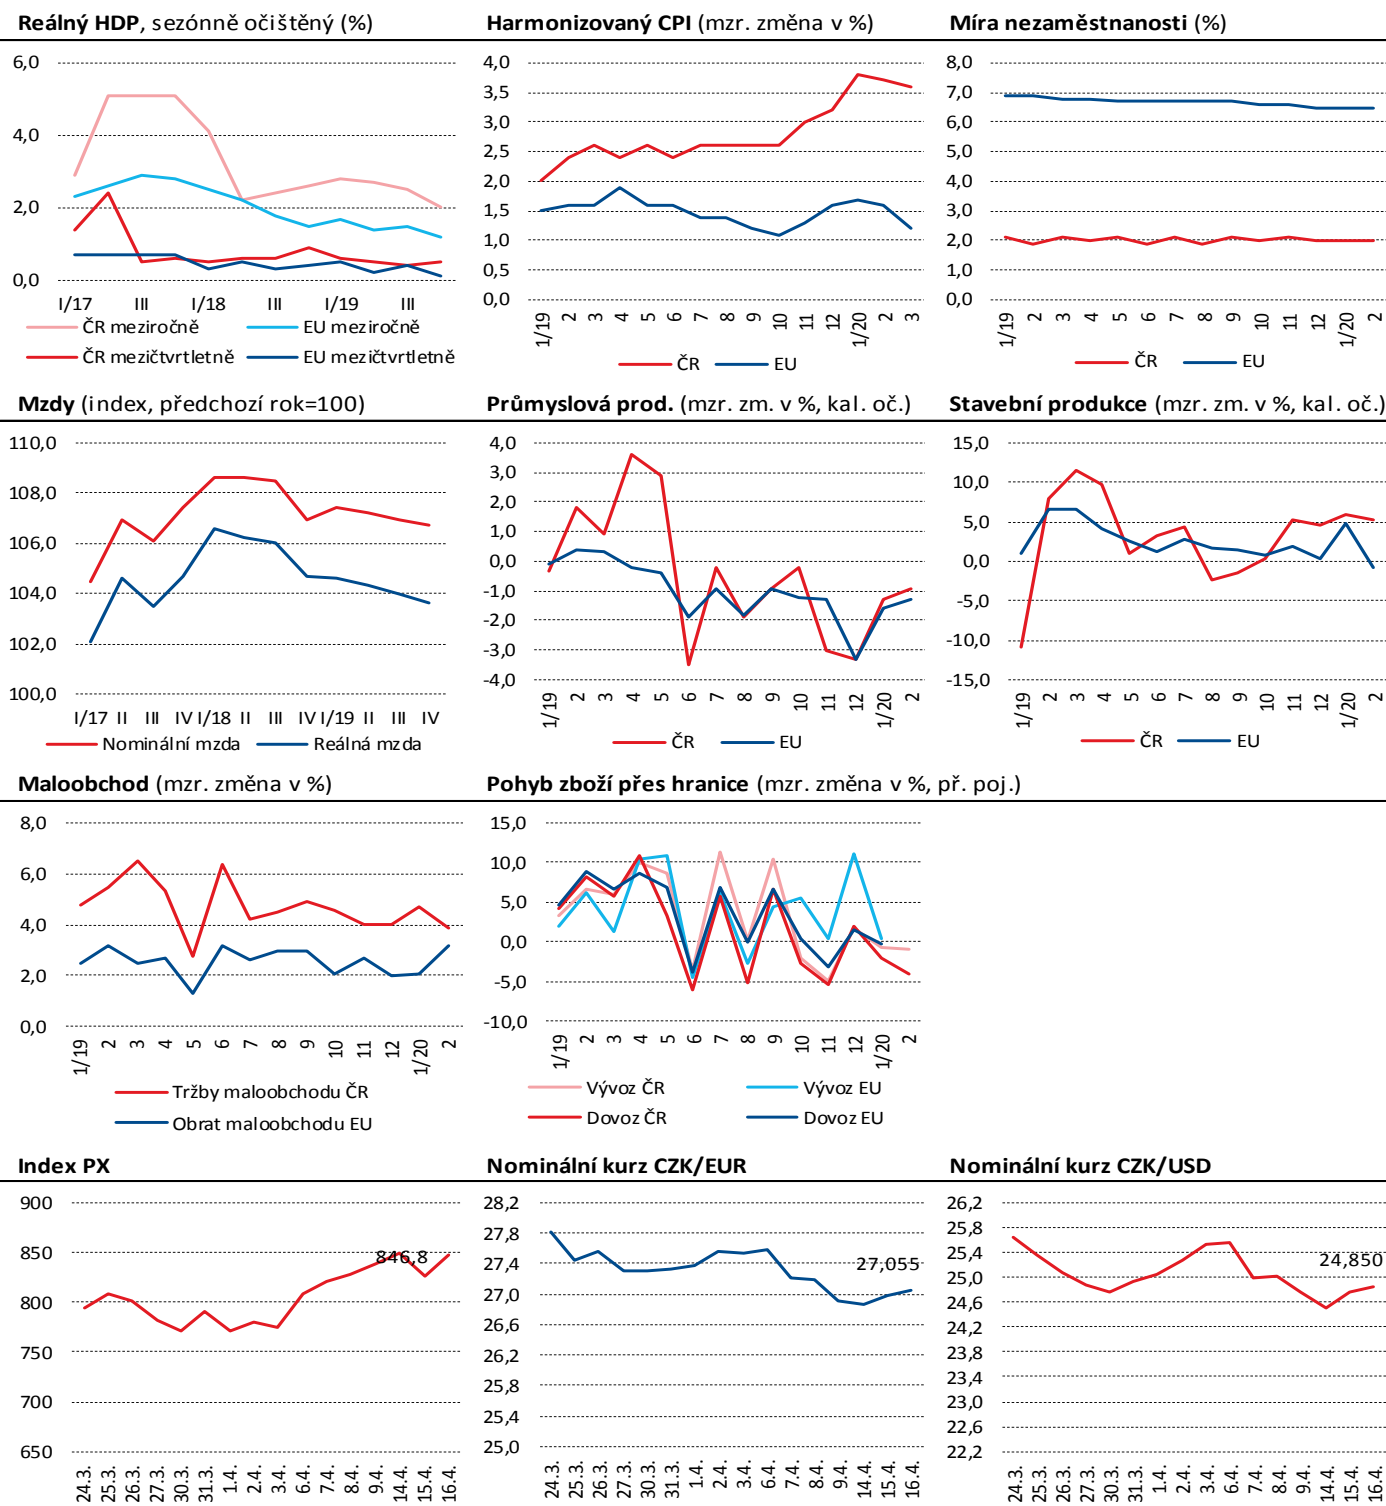 Reálný HDP, sezónně očištěný (%)
6,0
4,0
2,0
0,0
I/17 III I/18 III I/19 III
ČR meziročně EU meziročně
ČR mezičtvrtletně EU mezičtvrtletně
Harmonizovaný CPI (mzr. změna v %)
4,0
3,5
3,0
2,5
2,0
1,5
1,0
0,5
0,0
1/19 2 3 4 5 6 7 8 9 10 11 12 1/20 2 3
ČR EU
Míra nezaměstnanosti (%)
8,0
7,0
6,0
5,0
4,0
3,0
2,0
1,0
0,0
1/19 2 3 4 5 6 7 8 9 10 11 12 1/20 2
ČR EU
Mzdy (index, předchozí rok=100)
110,0
108,0
106,0
104,0
102,0
100,0
I/17 II III IV I/18 II III IV I/19 II III IV
Nominální mzda Reálná mzda
Průmyslová prod. (mzr. zm. v %, kal. oč.)
4,0
3,0
2,0
1,0
0,0
-1,0
-2,0
-3,0
-4,0
1/19 2 3 4 5 6 7 8 9 10 11 12 1/20 2
ČR EU
Stavební produkce (mzr. zm. v %, kal. oč.)
15,0
10,0
5,0
0,0
-5,0
-10,0
-15,0
1/19 2 3 4 5 6 7 8 9 10 11 12 1/20 2
ČR EU
Maloobchod (mzr. změna v %)
8,0
6,0
4,0
2,0
0,0
1/19 2 3 4 5 6 7 8 9 10 11 12 1/20 2
Tržby maloobchodu ČR
Obrat maloobchodu EU
Pohyb zboží přes hranice (mzr. změna v %, př. poj.)
15,0
10,0
5,0
0,0
-5,0
-10,0
1/19 2 3 4 5 6 7 8 9 10 11 12 1/20 2
Vývoz ČR Vývoz EU
Dovoz ČR Dovoz EU
Index PX
900
850
800
750
700
650
846,8
24.3. 25.3. 26.3. 27.3. 30.3. 31.3. 1.4. 2.4. 3.4. 6.4. 7.4. 8.4. 9.4. 14.4. 15.4. 16.4.
Nominální kurz CZK/EUR
28,2
27,8
27,4
27,0
26,6
26,2
25,8
25,4
25,0
27,055
24.3. 25.3. 26.3. 27.3. 30.3. 31.3. 1.4. 2.4. 3.4. 6.4. 7.4. 8.4. 9.4. 14.4. 15.4. 16.4.
Nominální kurz CZK/USD
26,2
25,8
25,4
25,0
24,6
24,2
23,8
23,4
23,0
22,6
22,2
24,850
24.3. 25.3. 26.3. 27.3. 30.3. 31.3. 1.4. 2.4. 3.4. 6.4. 7.4. 8.4. 9.4. 14.4. 15.4. 16.4.